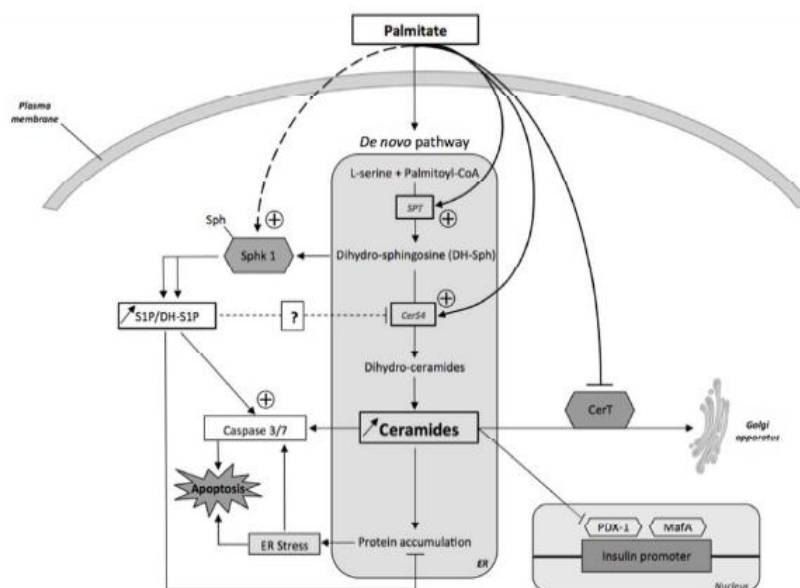 Palmitate
Plasma
membrane
De novo pathway
L-serine + Palmitoyl-CoA
SPT
+
Sph
+
Sphk 1
Dihydro-sphingosine (DH-Sph)
+
S1P/DH-S1P
?
CerS4
Dihydro-ceramides
+
CerT
Caspase 3/7
Ceramides
Golgi
apparatus
Apoptosis
PDX-1
MafA
ER Stress
Protein accumulation
Insulin promoter
ER
Nucleus